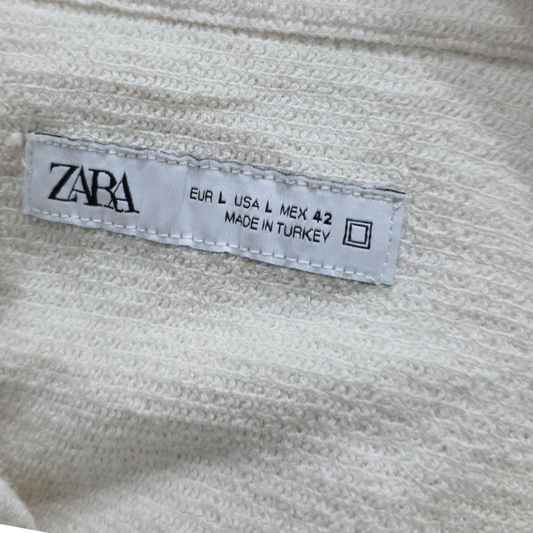 ZARA
EUR L USA L MEX 42
MADE IN TURKEY